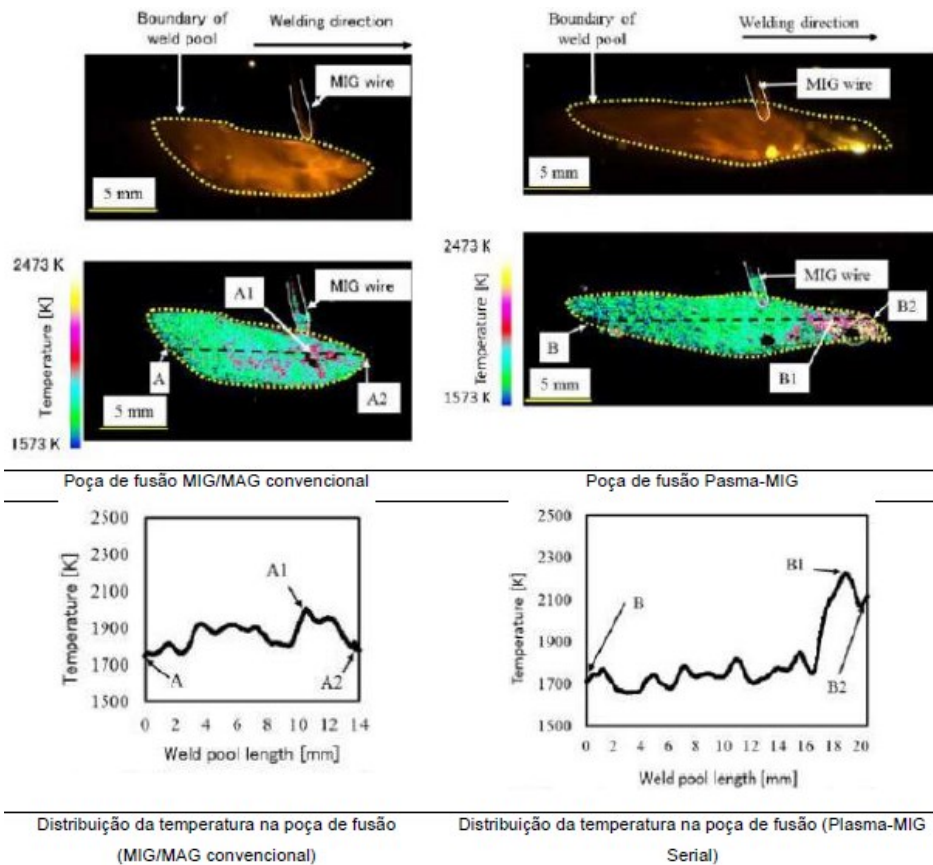 Boundary of
weld pool
Welding direction
MIG wire
5 mm
Boundary of
weld pool
Welding direction
MIG wire
5 mm
2473 K
Temperature [K]
1573 K
A1
MIG wire
A
A2
5 mm
2473 K
Temperature [K]
1573 K
MIG wire
B2
B
B1
5 mm
Poça de fusão MIG/MAG convencional
Poça de fusão Pasma-MIG
2500
2300
2100
1900
1700
1500
Temperature [K]
A1
A
A2
0 2 4 6 8 10 12 14
Weld pool length [mm]
2500
2300
2100
1900
1700
1500
Temperature [K]
B
B1
B2
0 2 4 6 8 10 12 14 16 18 20
Weld pool length [mm]
Distribuição da temperatura na poça de fusão
(MIG/MAG convencional)
Distribuição da temperatura na poça de fusão (Plasma-MIG
Serial)